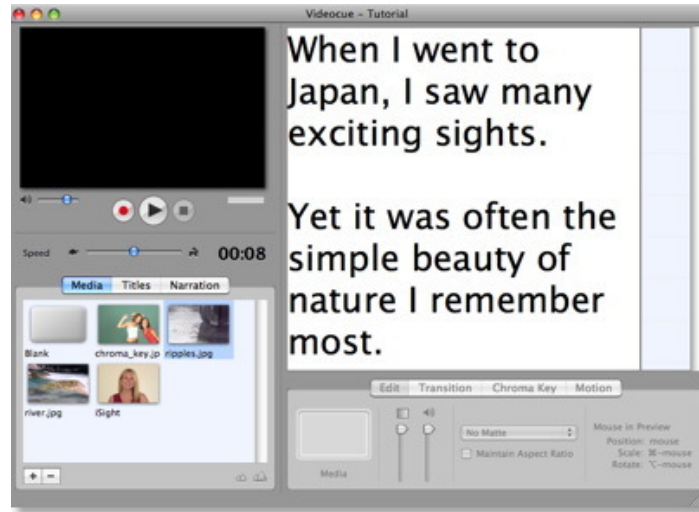 Videocue - Tutorial
When I went to
Japan, I saw many
exciting sights.
Yet it was often the
simple beauty of
nature I remember
most.
Speed
00:08
Media Titles Narration
Blank chroma_key.jp ripples.jpg
river.jpg iSight
Edit Transition Chroma Key Motion
Media
No Matte
Maintain Aspect Ratio
Mouse in Preview
Position: mouse
Scale: ⌘-mouse
Rotate: ⌥-mouse